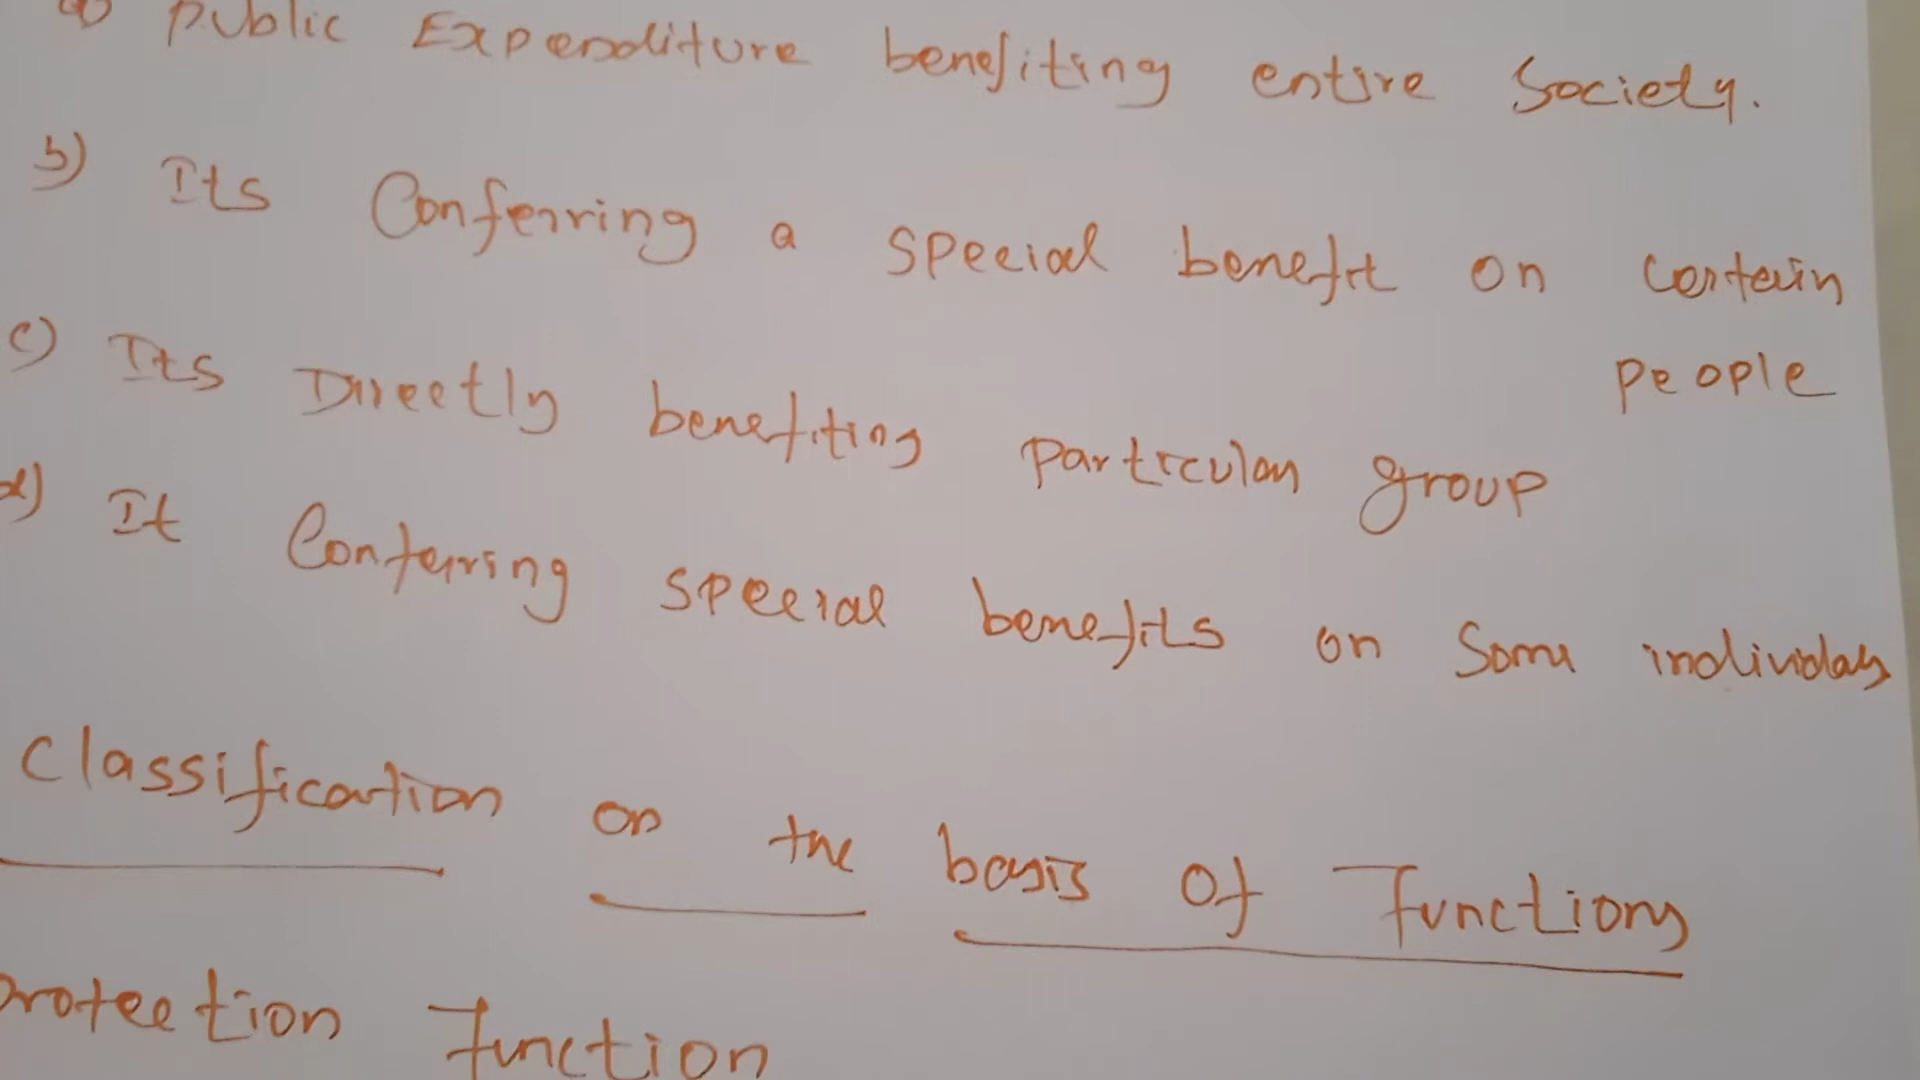 a) Public Expenditure benefiting entire Society.
b) Its Conferring a special benefit on certain
people
c) Its Directly benefiting particular group
d) It Conferring special benefits on some individals
Classification on the basis of Functions
protection Function